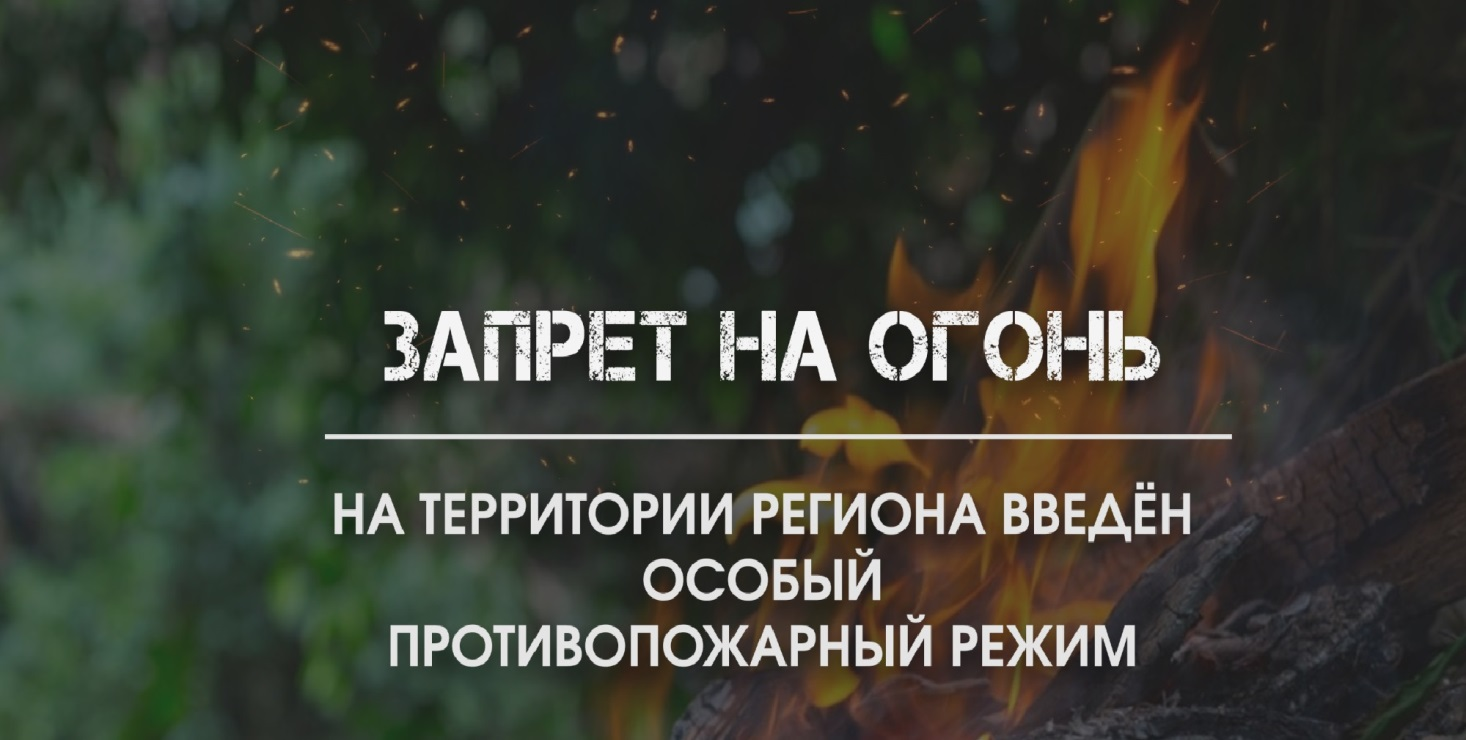 ЗАПРЕТ НА ОГОНЬ
НА ТЕРРИТОРИИ РЕГИОНА ВВЕДЁН
ОСОБЫЙ
ПРОТИВОПОЖАРНЫЙ РЕЖИМ